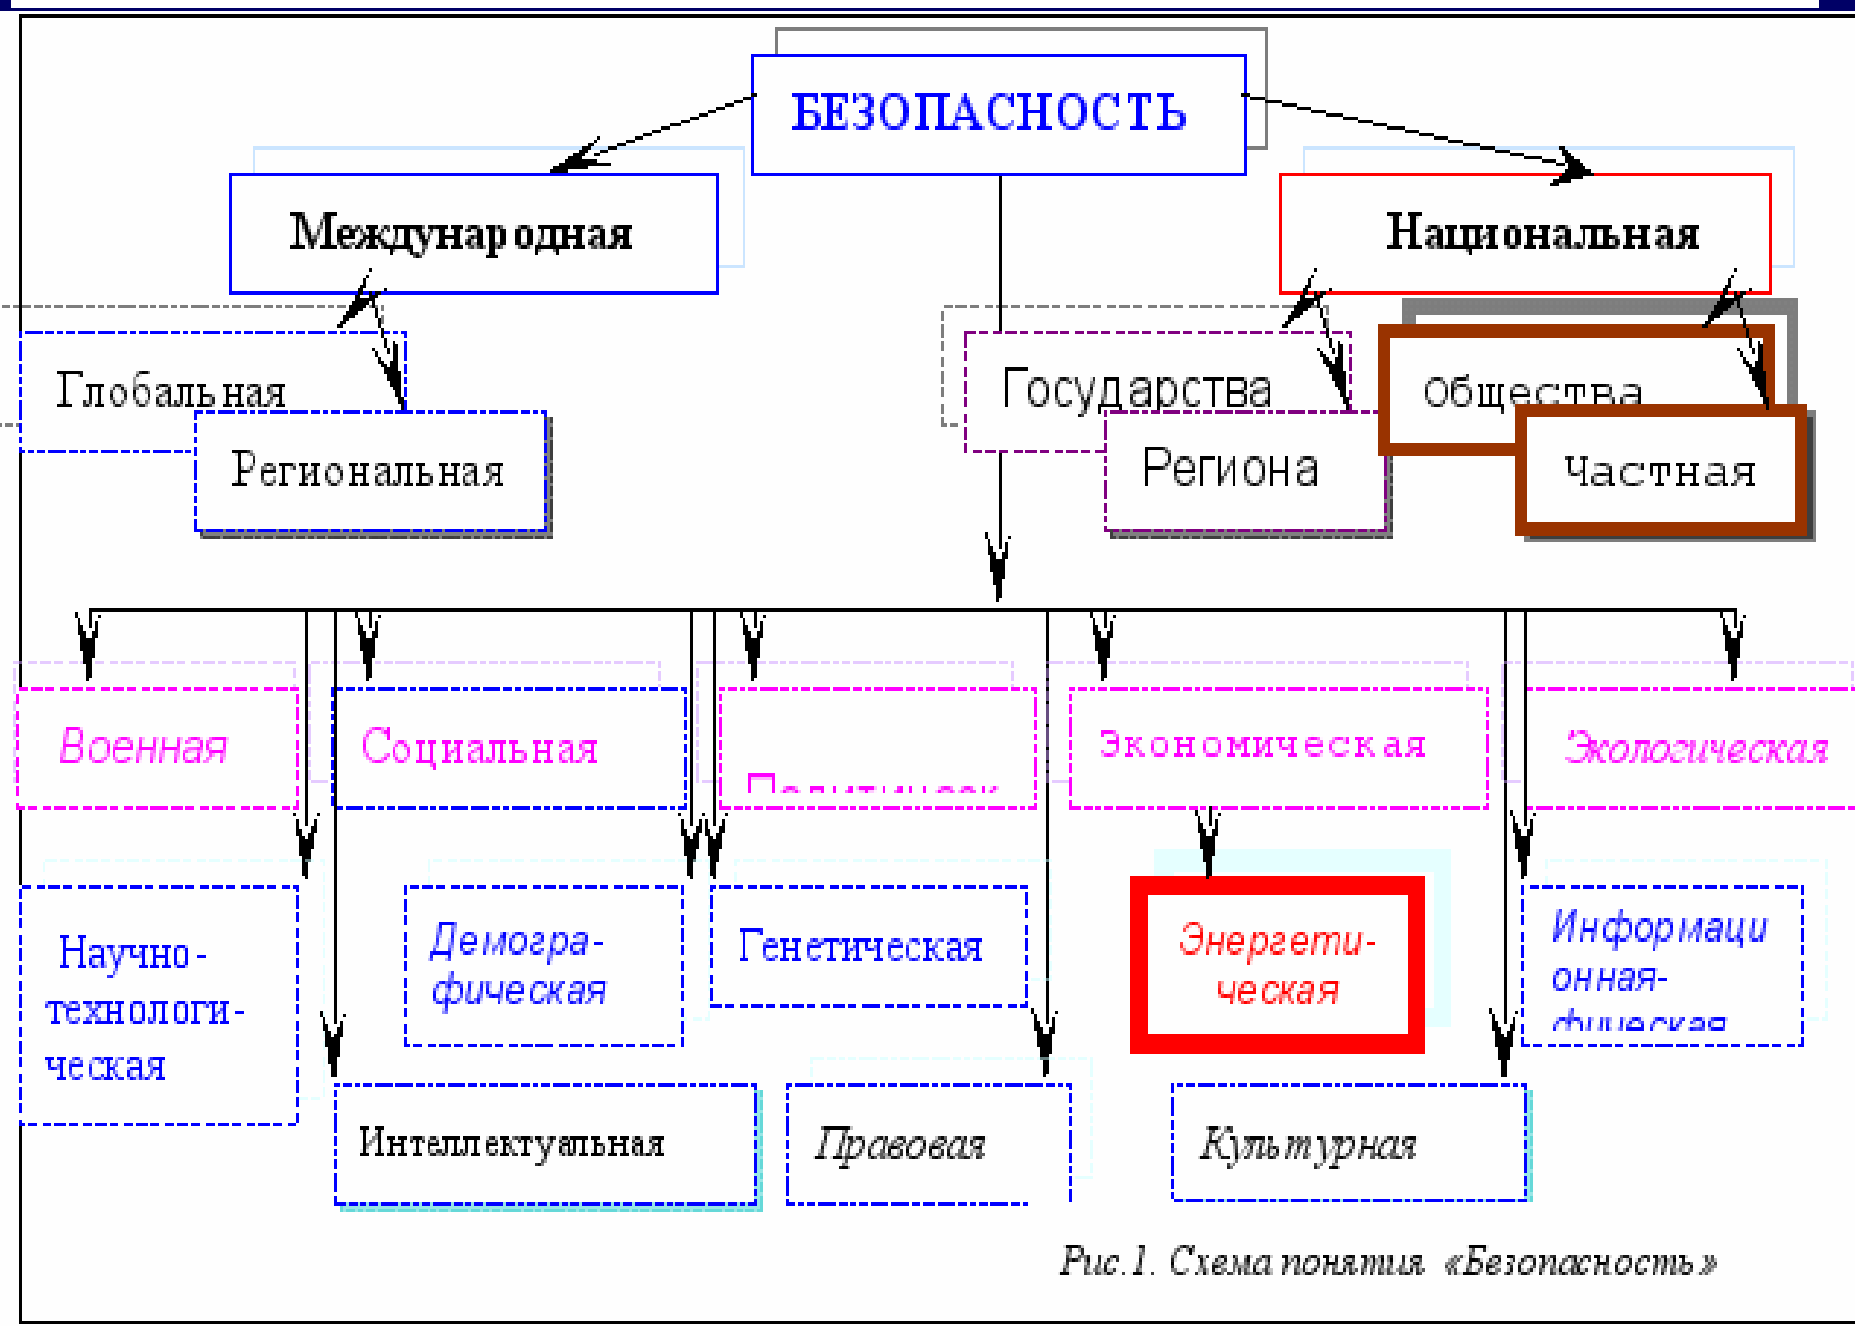 БЕЗОПАСНОСТЬ
Международная
Национальная
Глобальная
Региональная
Государства
Региона
Общества
Частная
Военная
Социальная
Экономическая
Экологическая
Научно-
технологи-
ческая
Демогра-
фическая
Генетическая
Энергети-
ческая
Информаци
онная-
фическая
Интеллектуальная
Правовая
Культурная
Рис.1. Схема понятия «Безопасность»